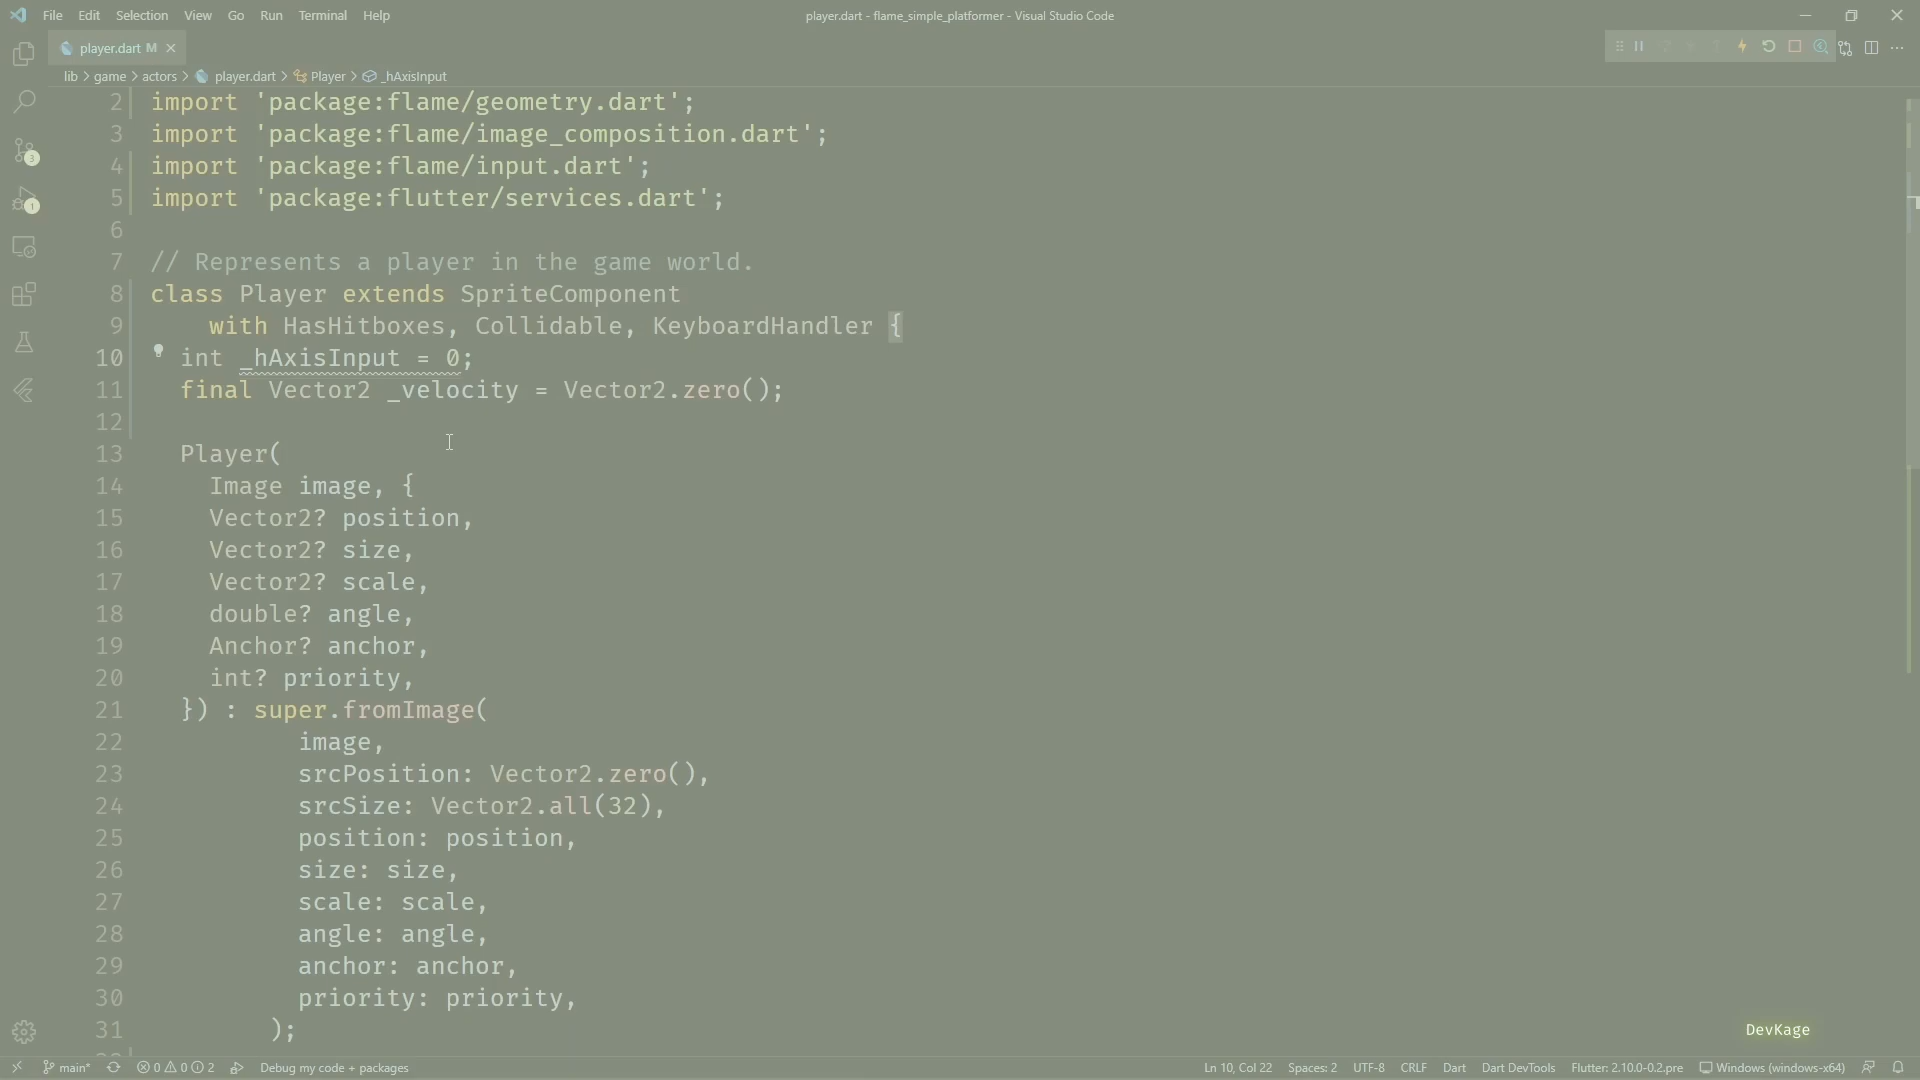 File Edit Selection View Go Run Terminal Help
player.dart - flame_simple_platformer - Visual Studio Code
player.dart M
lib > game > actors > player.dart > Player > _hAxisInput
2 import 'package:flame/geometry.dart';
3 import 'package:flame/image_composition.dart';
4 import 'package:flame/input.dart';
5 import 'package:flutter/services.dart';
6
7 // Represents a player in the game world.
8 class Player extends SpriteComponent
9 with HasHitboxes, Collidable, KeyboardHandler {
10 int _hAxisInput = 0;
11 final Vector2 _velocity = Vector2.zero();
12
13 Player(
14 Image image, {
15 Vector2? position,
16 Vector2? size,
17 Vector2? scale,
18 double? angle,
19 Anchor? anchor,
20 int? priority,
21 }) : super.fromImage(
22 image,
23 srcPosition: Vector2.zero(),
24 srcSize: Vector2.all(32),
25 position: position,
26 size: size,
27 scale: scale,
28 angle: angle,
29 anchor: anchor,
30 priority: priority,
31 );
3
1
DevKage
main* 0 0 2 Debug my code + packages Ln 10, Col 22 Spaces: 2 UTF-8 CRLF Dart Dart DevTools Flutter: 2.10.0-0.2.pre Windows (windows-x64)